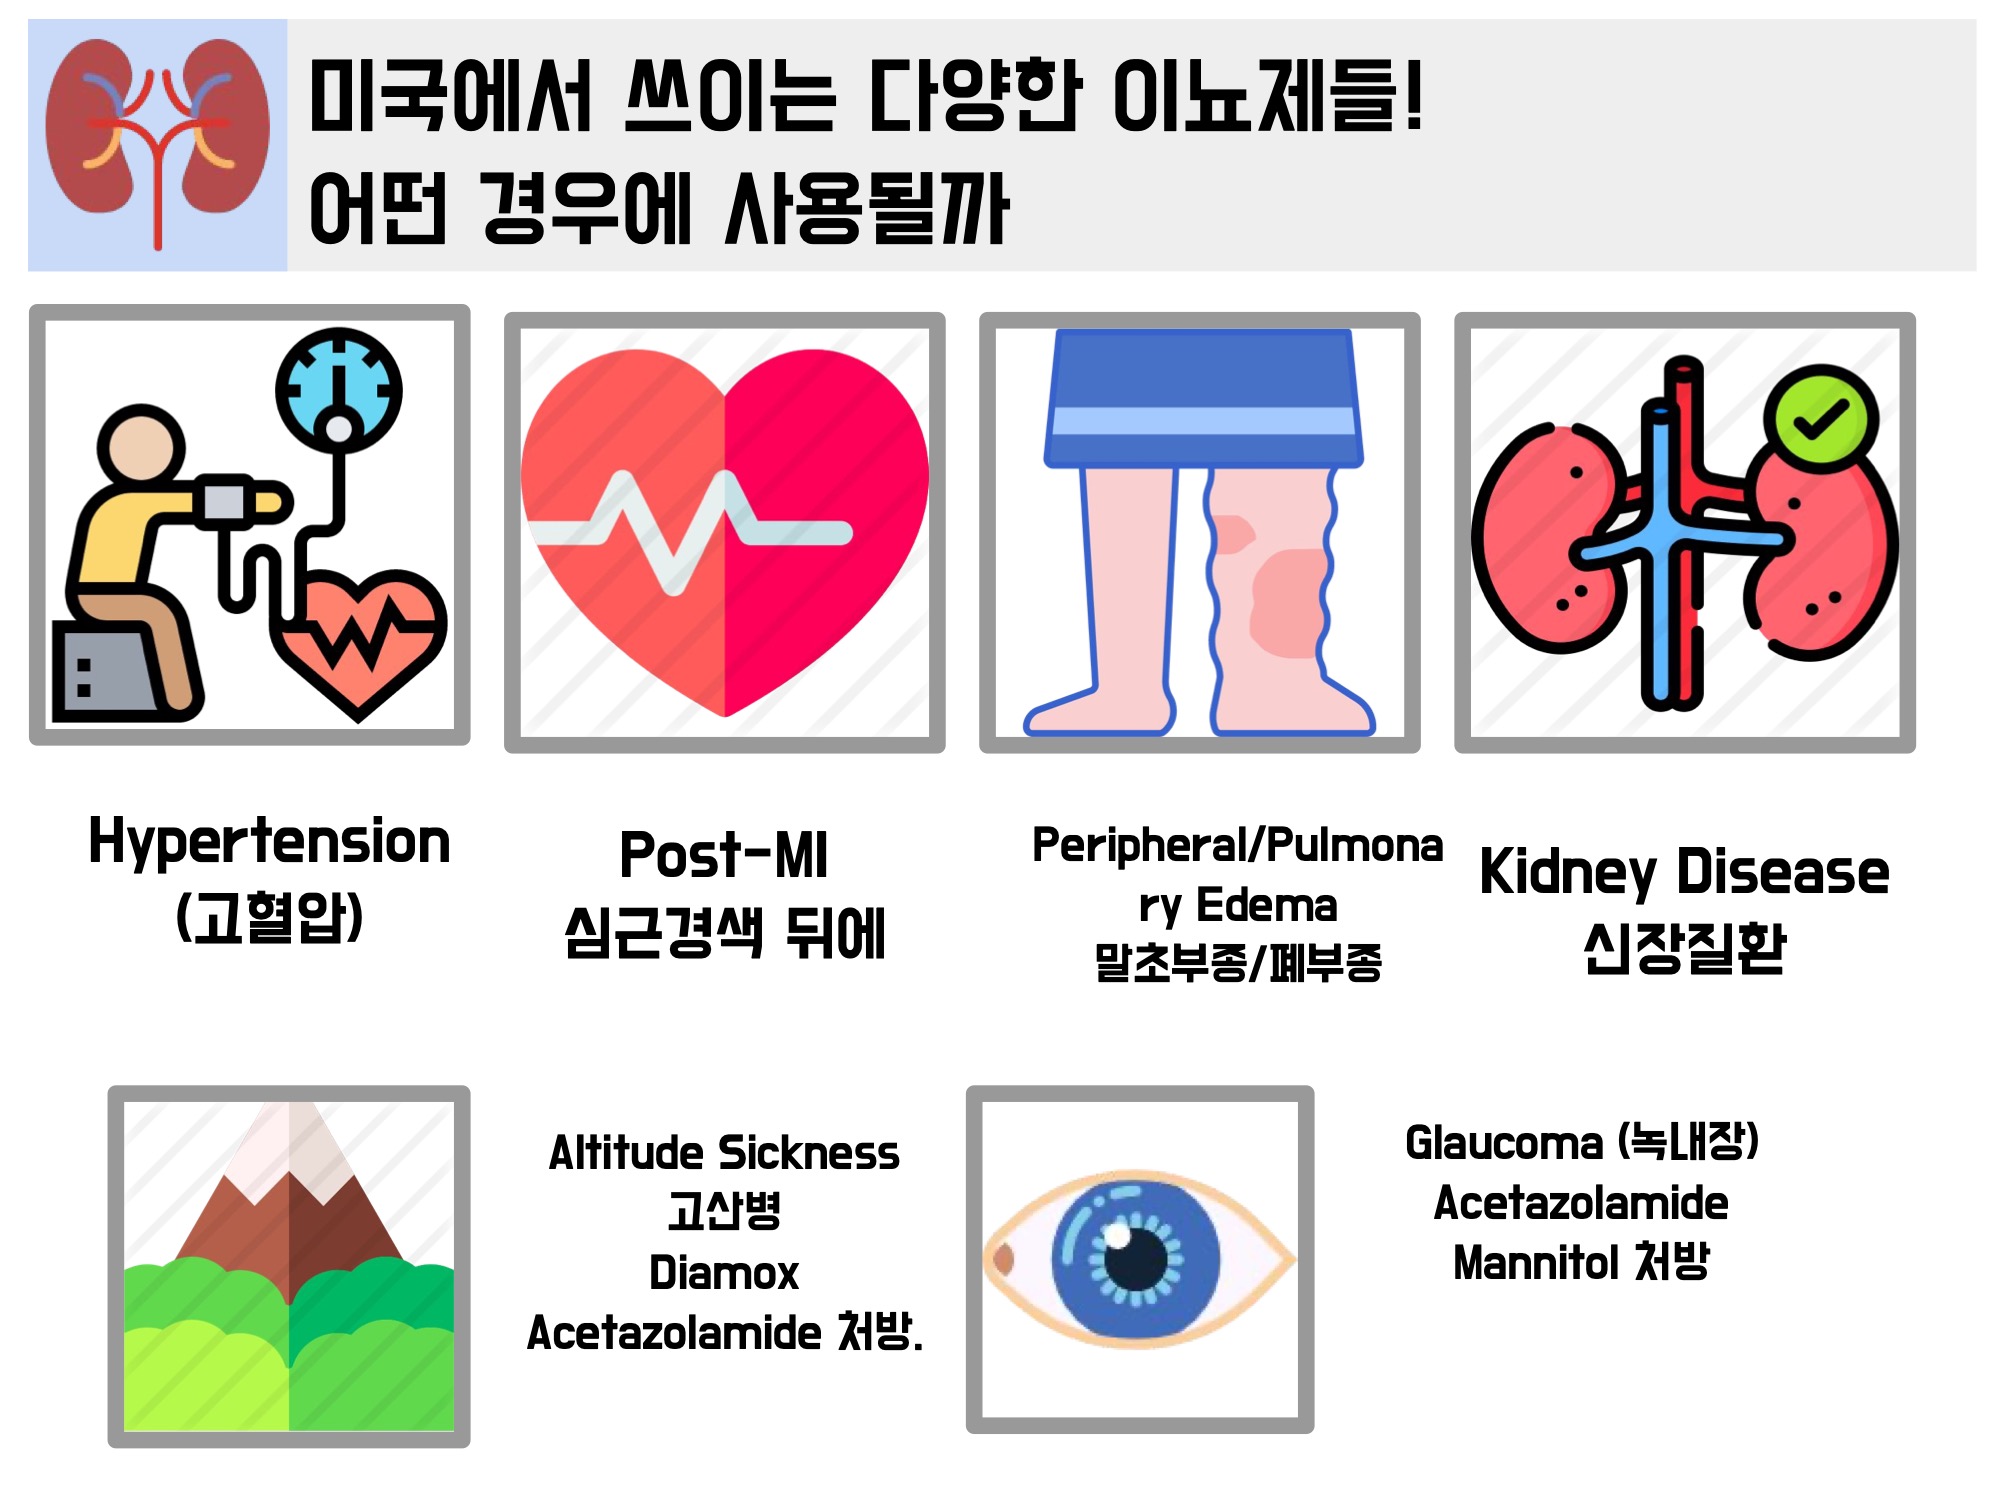 미국에서 쓰이는 다양한 이뇨제들!
어떤 경우에 사용될까
Hypertension
(고혈압)
Post-MI
심근경색 뒤에
Peripheral/Pulmona
ry Edema
말초부종/폐부종
Kidney Disease
신장질환
Altitude Sickness
고산병
Diamox
Acetazolamide 처방.
Glaucoma (녹내장)
Acetazolamide
Mannitol 처방